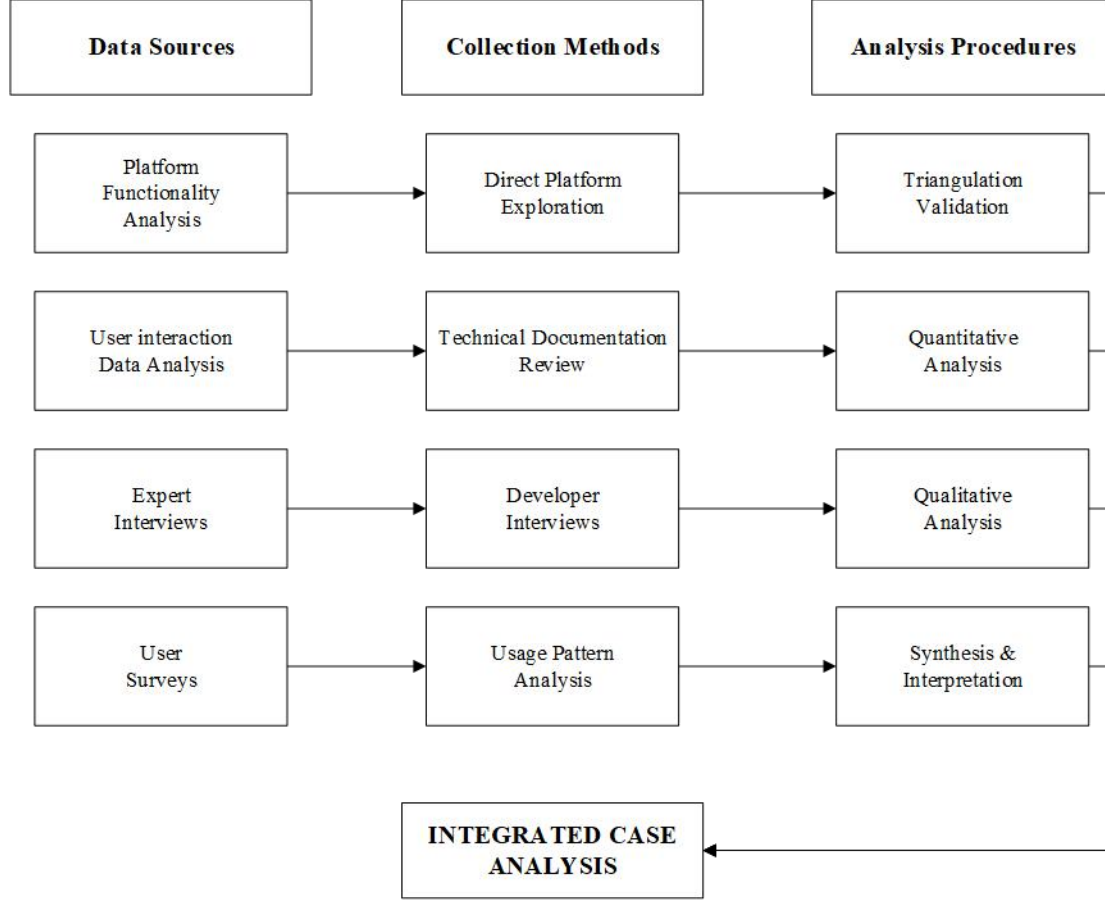 Data Sources
Collection Methods
Analysis Procedures
Platform
Functionality
Analysis
Direct Platform
Exploration
Triangulation
Validation
User interaction
Data Analysis
Technical Documentation
Review
Quantitative
Analysis
Expert
Interviews
Developer
Interviews
Qualitative
Analysis
User
Surveys
Usage Pattern
Analysis
Synthesis &
Interpretation
INTEGRATED CASE
ANALYSIS